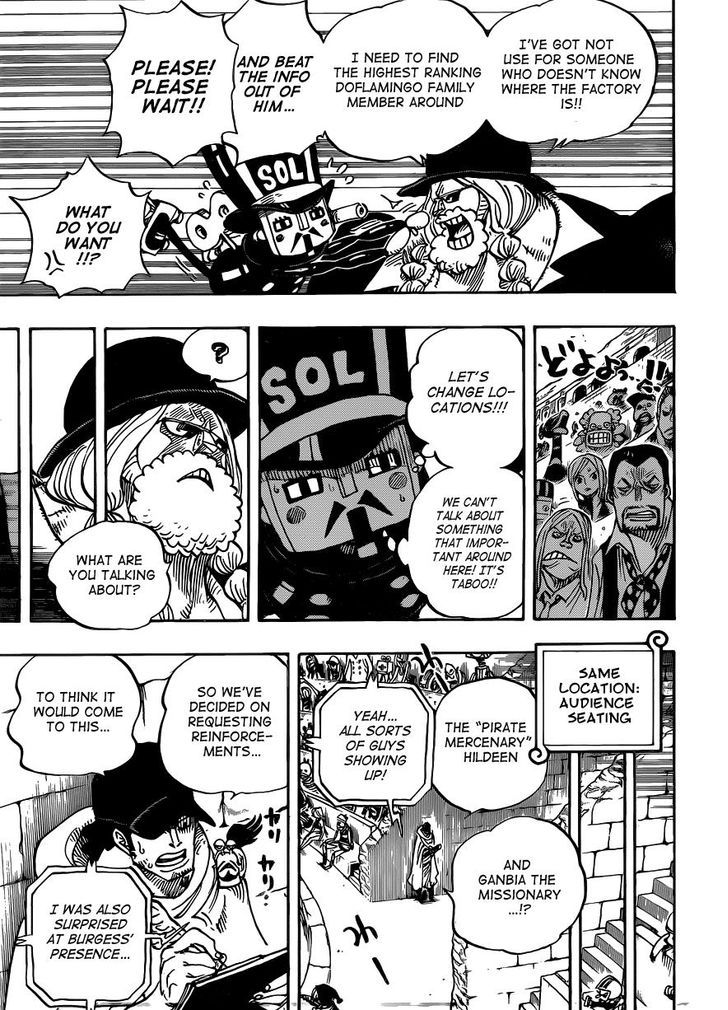 I'VE GOT NOT
USE FOR SOMEONE
WHO DOESN'T KNOW
WHERE THE FACTORY
IS!!
I NEED TO FIND
THE HIGHEST RANKING
DOFLAMINGO FAMILY
MEMBER AROUND
AND BEAT
THE INFO
OUT OF
HIM...
PLEASE!
PLEASE
WAIT!!
SOL
WHAT
DO YOU
WANT
!!?
どよよっ…!!
LET'S
CHANGE LO-
CATIONS!!!
SOL
WE CAN'T
TALK ABOUT
SOMETHING
THAT IMPOR-
TANT AROUND
HERE! IT'S
TABOO!!
?
WHAT ARE
YOU TALKING
ABOUT?
SAME
LOCATION:
AUDIENCE
SEATING
THE "PIRATE
MERCENARY"
HILDEEN
YEAH...
ALL SORTS
OF GUYS
SHOWING
UP!
AND
GANBIA THE
MISSIONARY
...!?
SO WE'VE
DECIDED ON
REQUESTING
REINFORCE-
MENTS...
TO THINK IT
WOULD COME
TO THIS...
I WAS ALSO
SURPRISED
AT BURGESS'
PRESENCE...